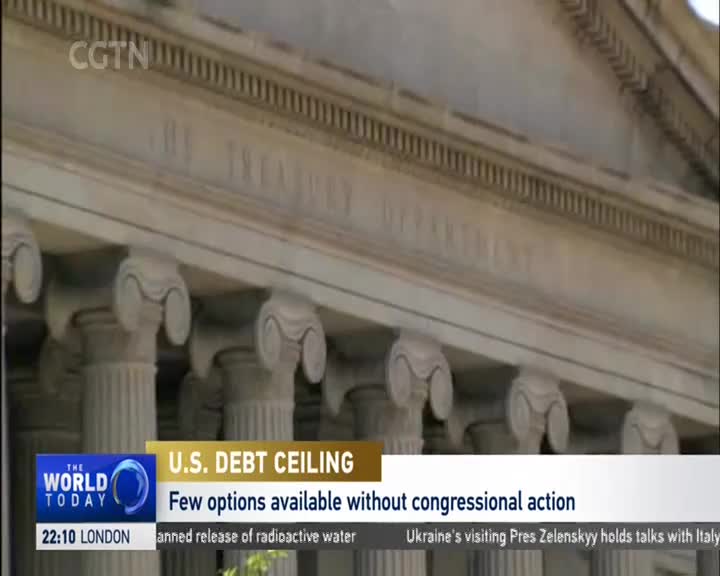 CGTN
THE TREASURY DEPARTMENT
U.S. DEBT CEILING
THE
WORLD
TODAY
Few options available without congressional action
22:10 LONDON
anned release of radioactive water Ukraine's visiting Pres Zelenskyy holds talks with Italy